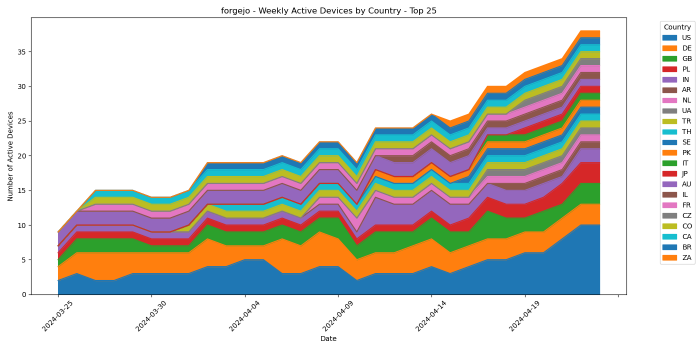 forgejo - Weekly Active Devices by Country - Top 25
Number of Active Devices
35
30
25
20
15
10
5
0
2024-03-25
2024-03-30
2024-04-04
2024-04-09
2024-04-14
2024-04-19
Date
Country
US
DE
GB
PL
IN
AR
NL
UA
TR
TH
SE
PK
IT
JP
AU
IL
FR
CZ
CO
CA
BR
ZA